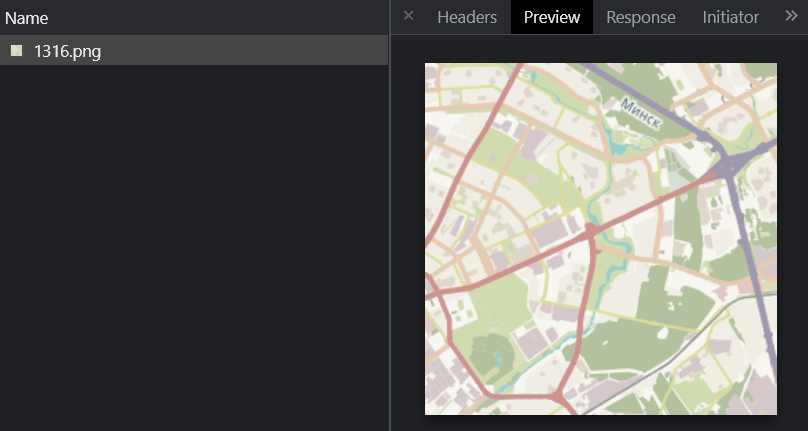 Name
Headers Preview Response Initiator
1316.png
Минск